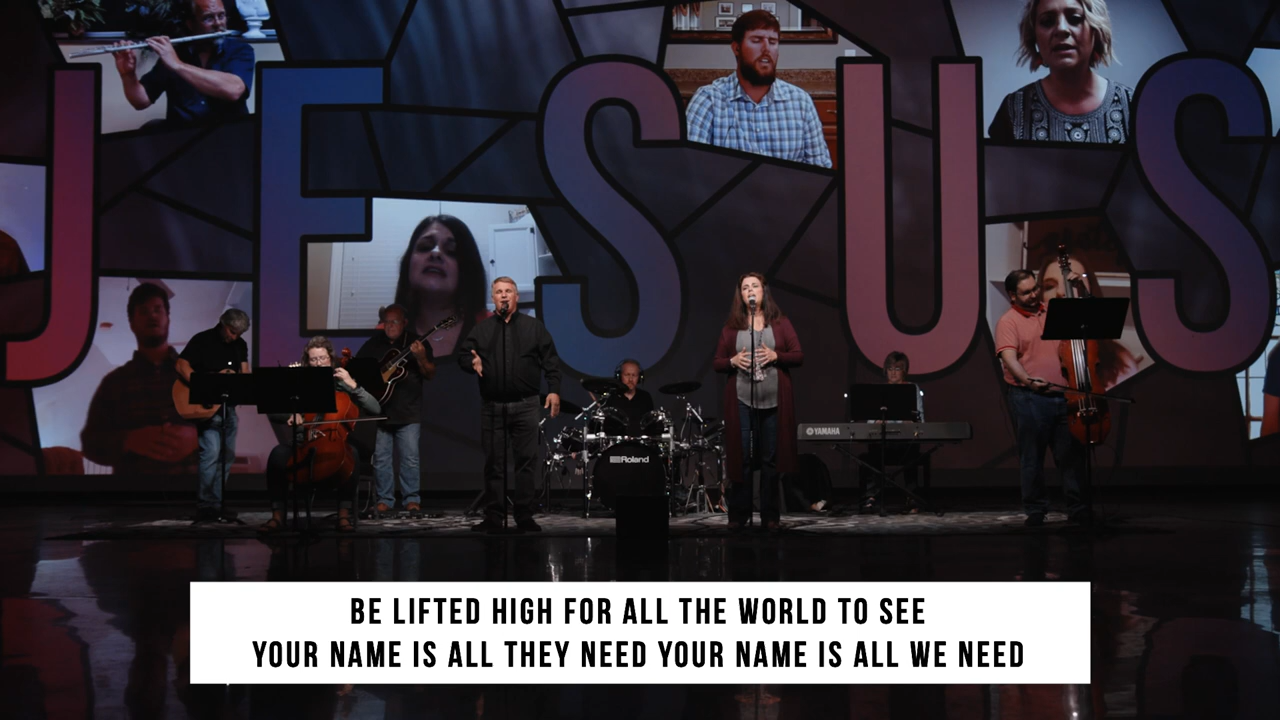 JESUS
YAMAHA
Roland
BE LIFTED HIGH FOR ALL THE WORLD TO SEE
YOUR NAME IS ALL THEY NEED YOUR NAME IS ALL WE NEED